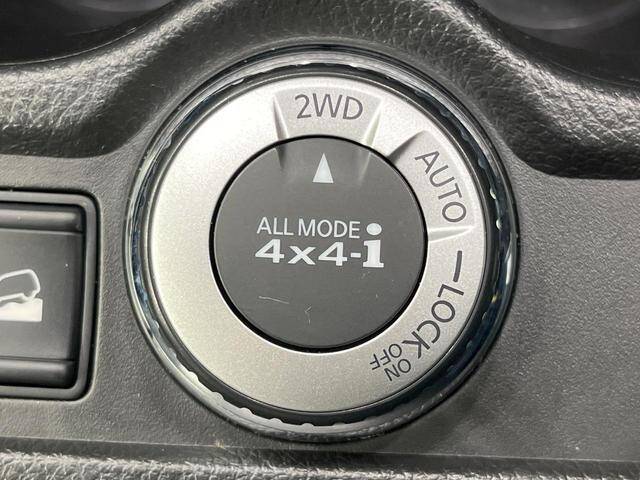 2WD
AUTO
LOCK
ON
OFF
ALL MODE
4x4-i